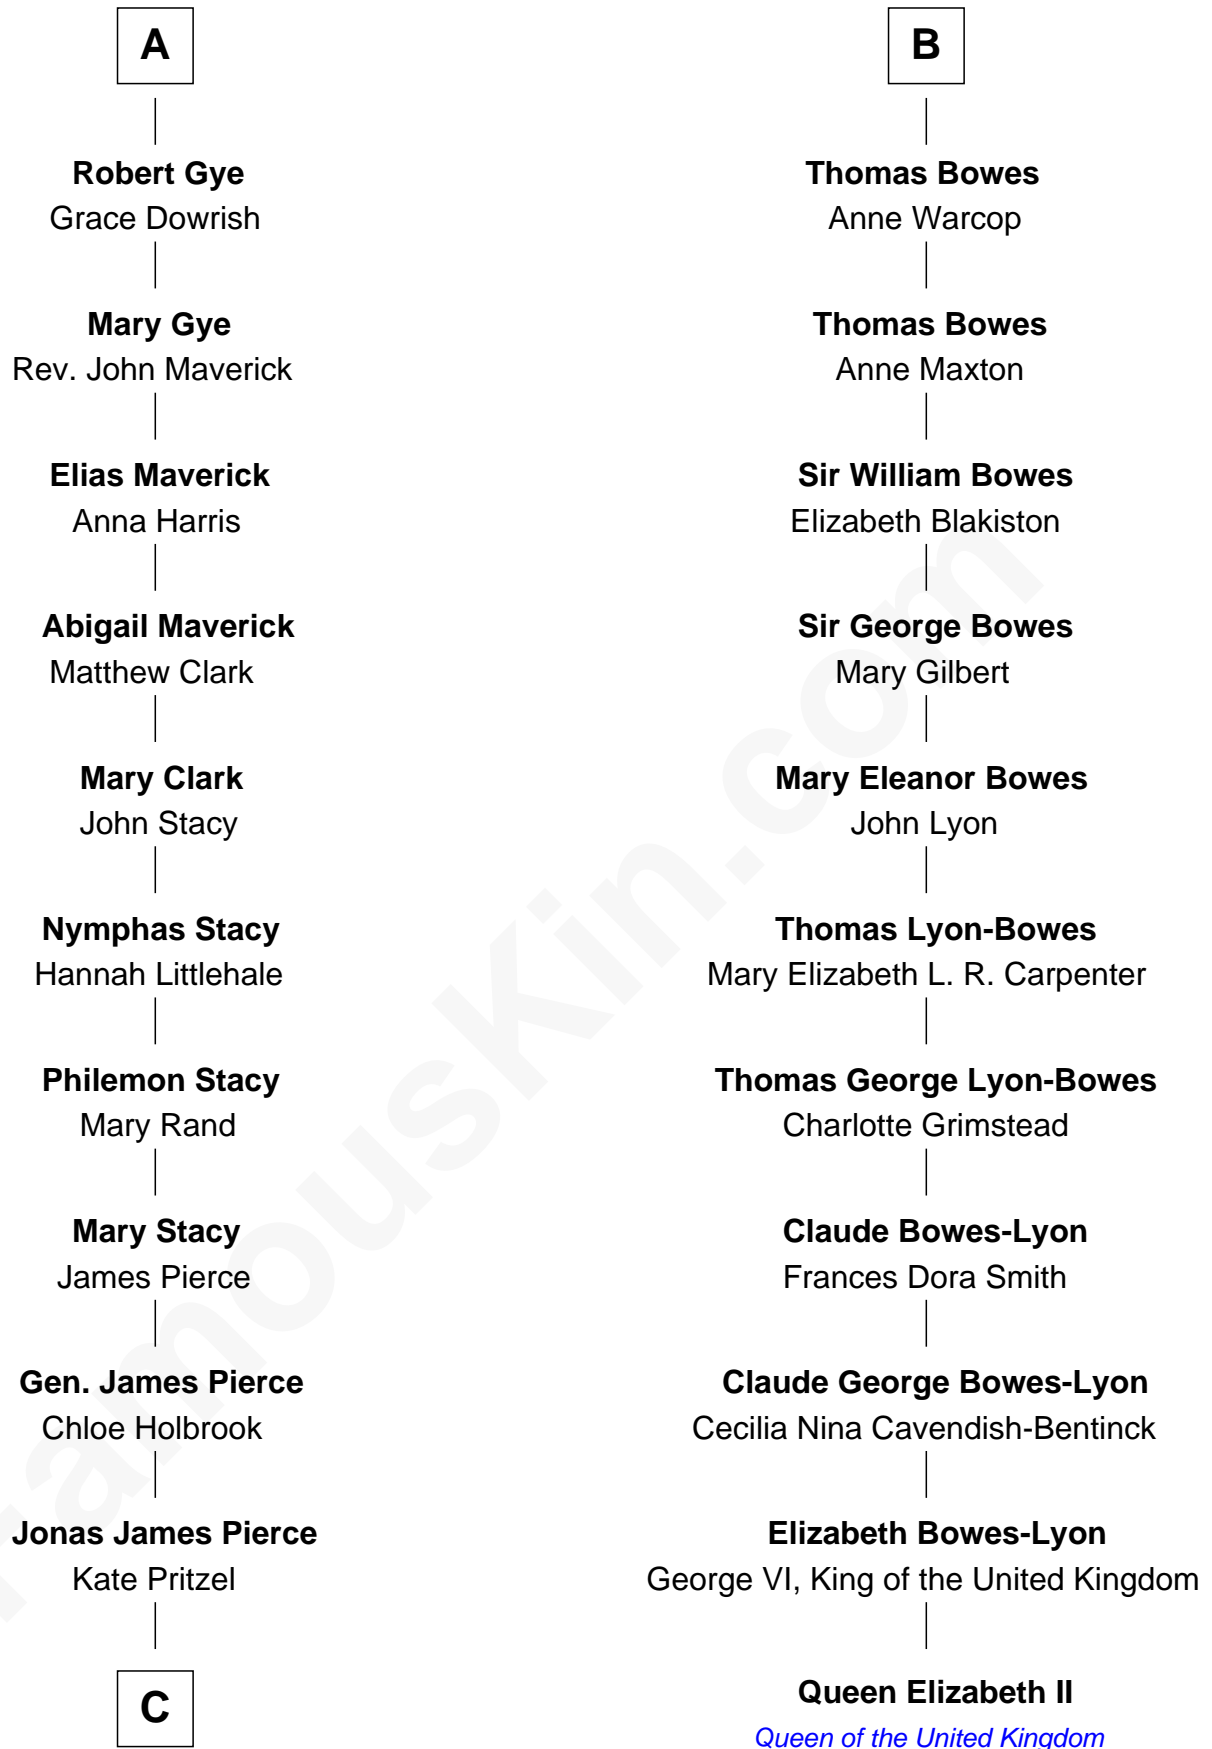 A
Robert Gye
Grace Dowrish
Mary Gye
Rev. John Maverick
Elias Maverick
Anna Harris
Abigail Maverick
Matthew Clark
Mary Clark
John Stacy
Nymphas Stacy
Hannah Littlehale
Philemon Stacy
Mary Rand
Mary Stacy
James Pierce
Gen. James Pierce
Chloe Holbrook
Jonas James Pierce
Kate Pritzel
C
B
Thomas Bowes
Anne Warcop
Thomas Bowes
Anne Maxton
Sir William Bowes
Elizabeth Blakiston
Sir George Bowes
Mary Gilbert
Mary Eleanor Bowes
John Lyon
Thomas Lyon-Bowes
Mary Elizabeth L. R. Carpenter
Thomas George Lyon-Bowes
Charlotte Grimstead
Claude Bowes-Lyon
Frances Dora Smith
Claude George Bowes-Lyon
Cecilia Nina Cavendish-Bentinck
Elizabeth Bowes-Lyon
George VI, King of the United Kingdom
Queen Elizabeth II
Queen of the United Kingdom
FamousKin.com